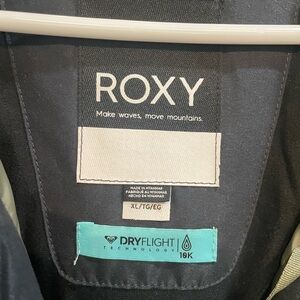 ROXY
Make waves, move mountains.
MADE IN MYANMAR
FABRIQUÉ AU MYANMAR
HECHO EN MYANMAR
XL/TG/EG
DRYFLIGHT
TECHNOLOGY
10K